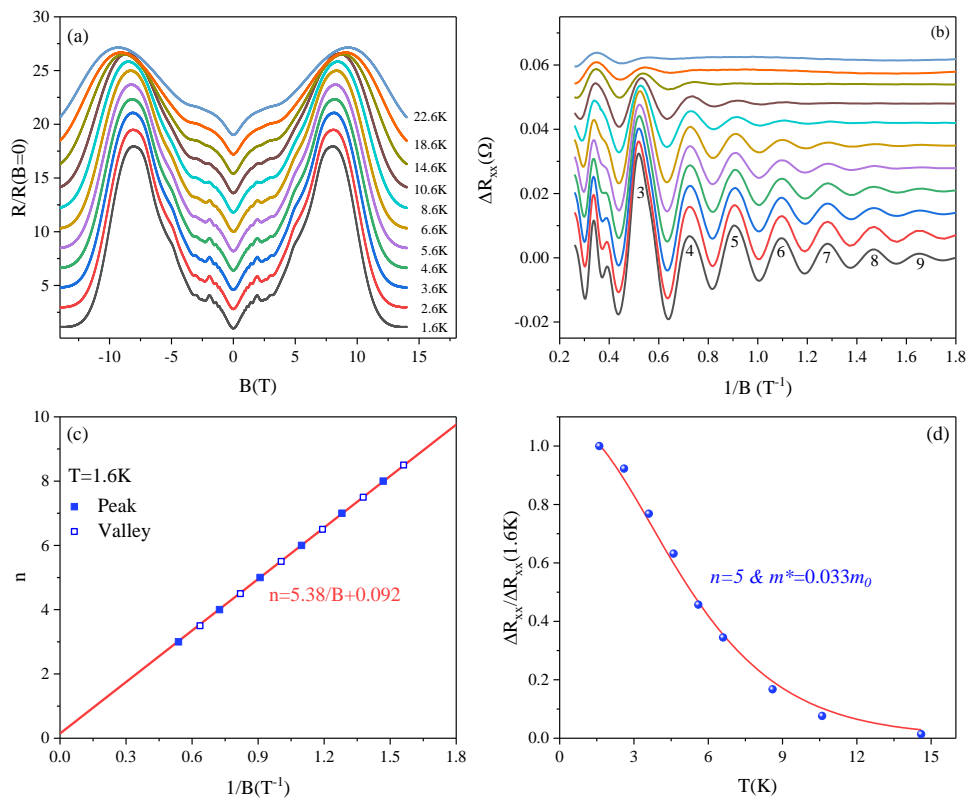 (a)
R/R(B=0)
30
25
20
15
10
5
22.6K
18.6K
14.6K
10.6K
8.6K
6.6K
5.6K
4.6K
3.6K
2.6K
1.6K
-10 -5 0 5 10 15
B(T)
(b)
ΔRxx(Ω)
0.06
0.04
0.02
0.00
-0.02
3
4
5
6
7
8
9
0.2 0.4 0.6 0.8 1.0 1.2 1.4 1.6 1.8
1/B (T⁻¹)
(c)
n
10
8
6
4
2
0
T=1.6K
Peak
Valley
n=5.38/B+0.092
0.0 0.3 0.6 0.9 1.2 1.5 1.8
1/B(T⁻¹)
(d)
ΔRxx/ΔRxx(1.6K)
1.0
0.8
0.6
0.4
0.2
0.0
n=5 & m*=0.033m₀
0 3 6 9 12 15
T(K)